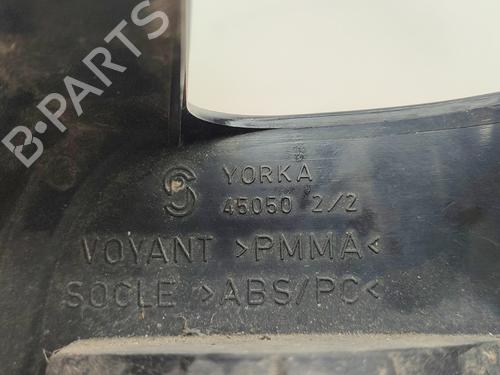 B-PARTS
YORKA
45050 2/2
VOYANT >PMMA<
SOCLE >ABS/PC<